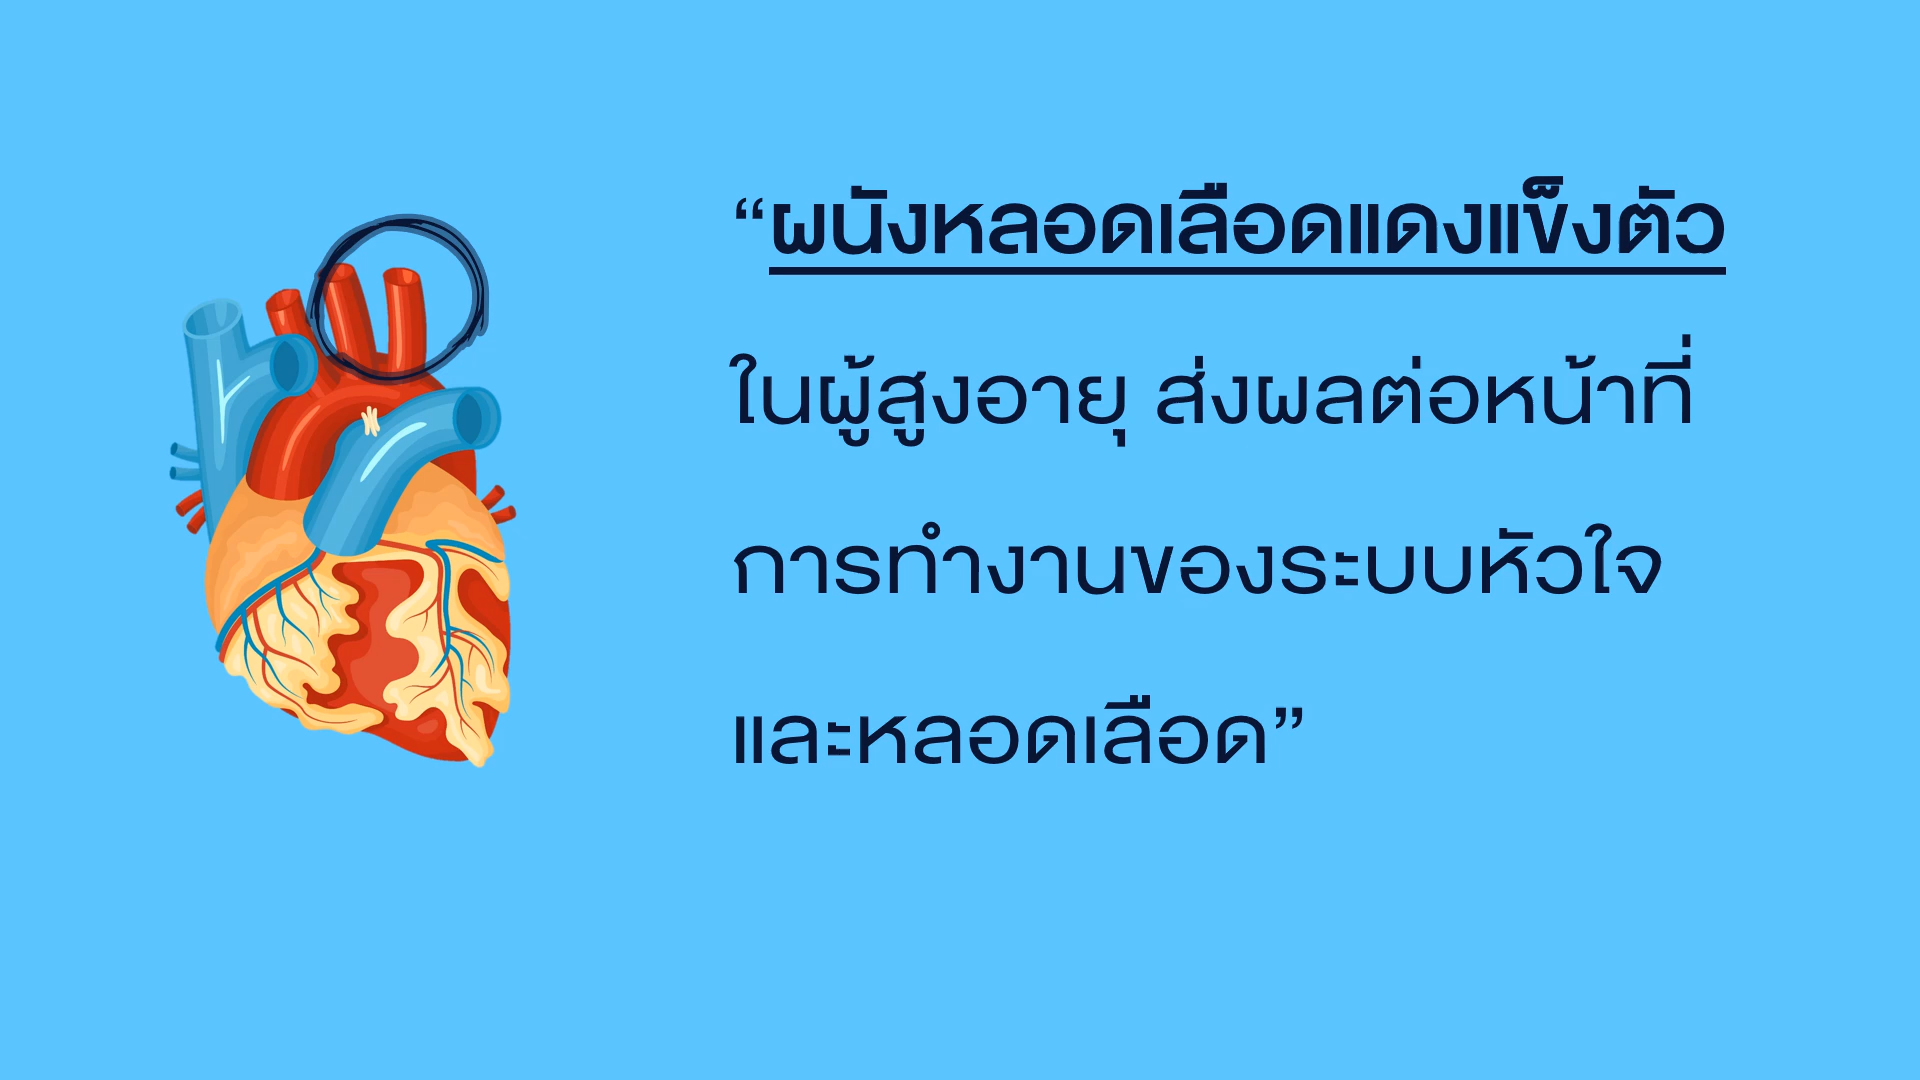 “ผนังหลอดเลือดแดงแข็งตัว
ในผู้สูงอายุ ส่งผลต่อหน้าที่
การทำงานของระบบหัวใจ
และหลอดเลือด”